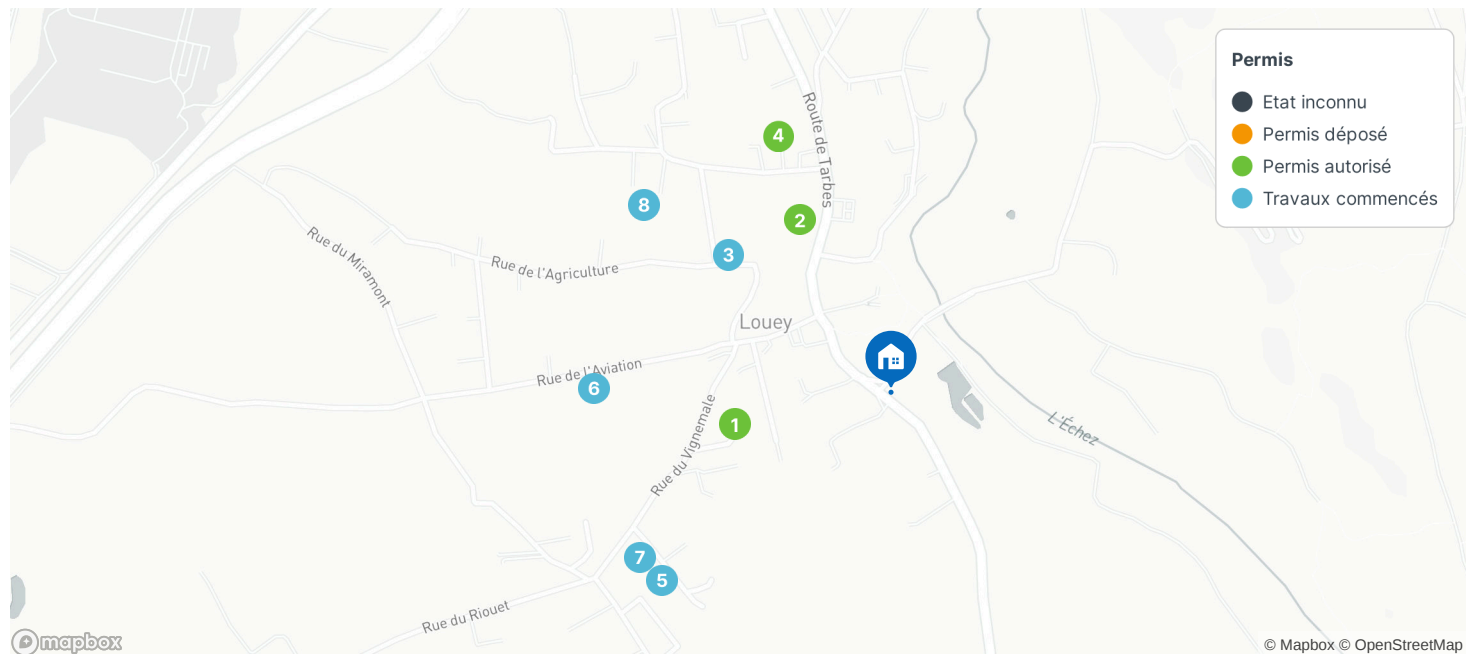 Permis
Etat inconnu
Permis déposé
Permis autorisé
Travaux commencés
Route de Tarbes
4
8
2
3
Rue du Miramont
Rue de l'Agriculture
Louey
Rue de l'Aviation
6
1
Rue du Vignemale
L'Échez
7
5
Rue du Riouet
mapbox
© Mapbox © OpenStreetMap